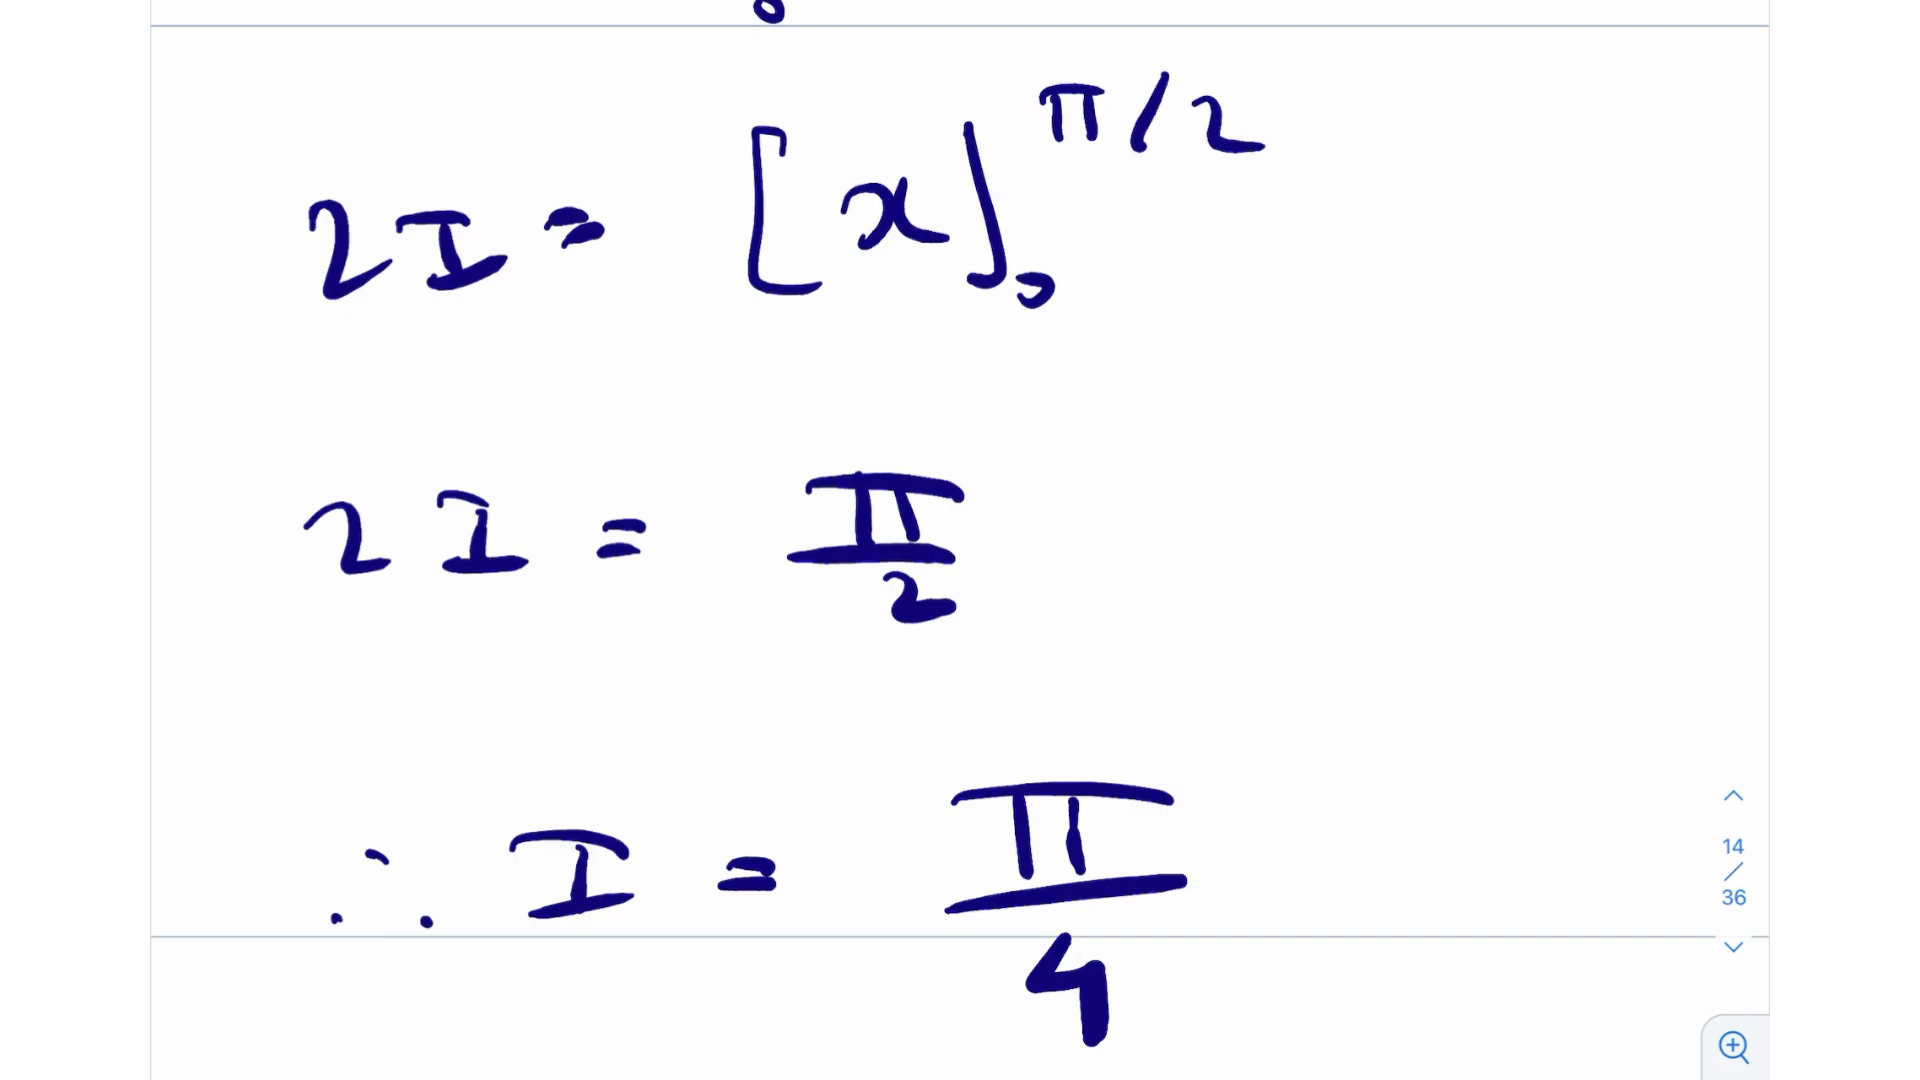 2I = [x]₀^π/2
2I = π/2
∴ I = π/4
14
/
36